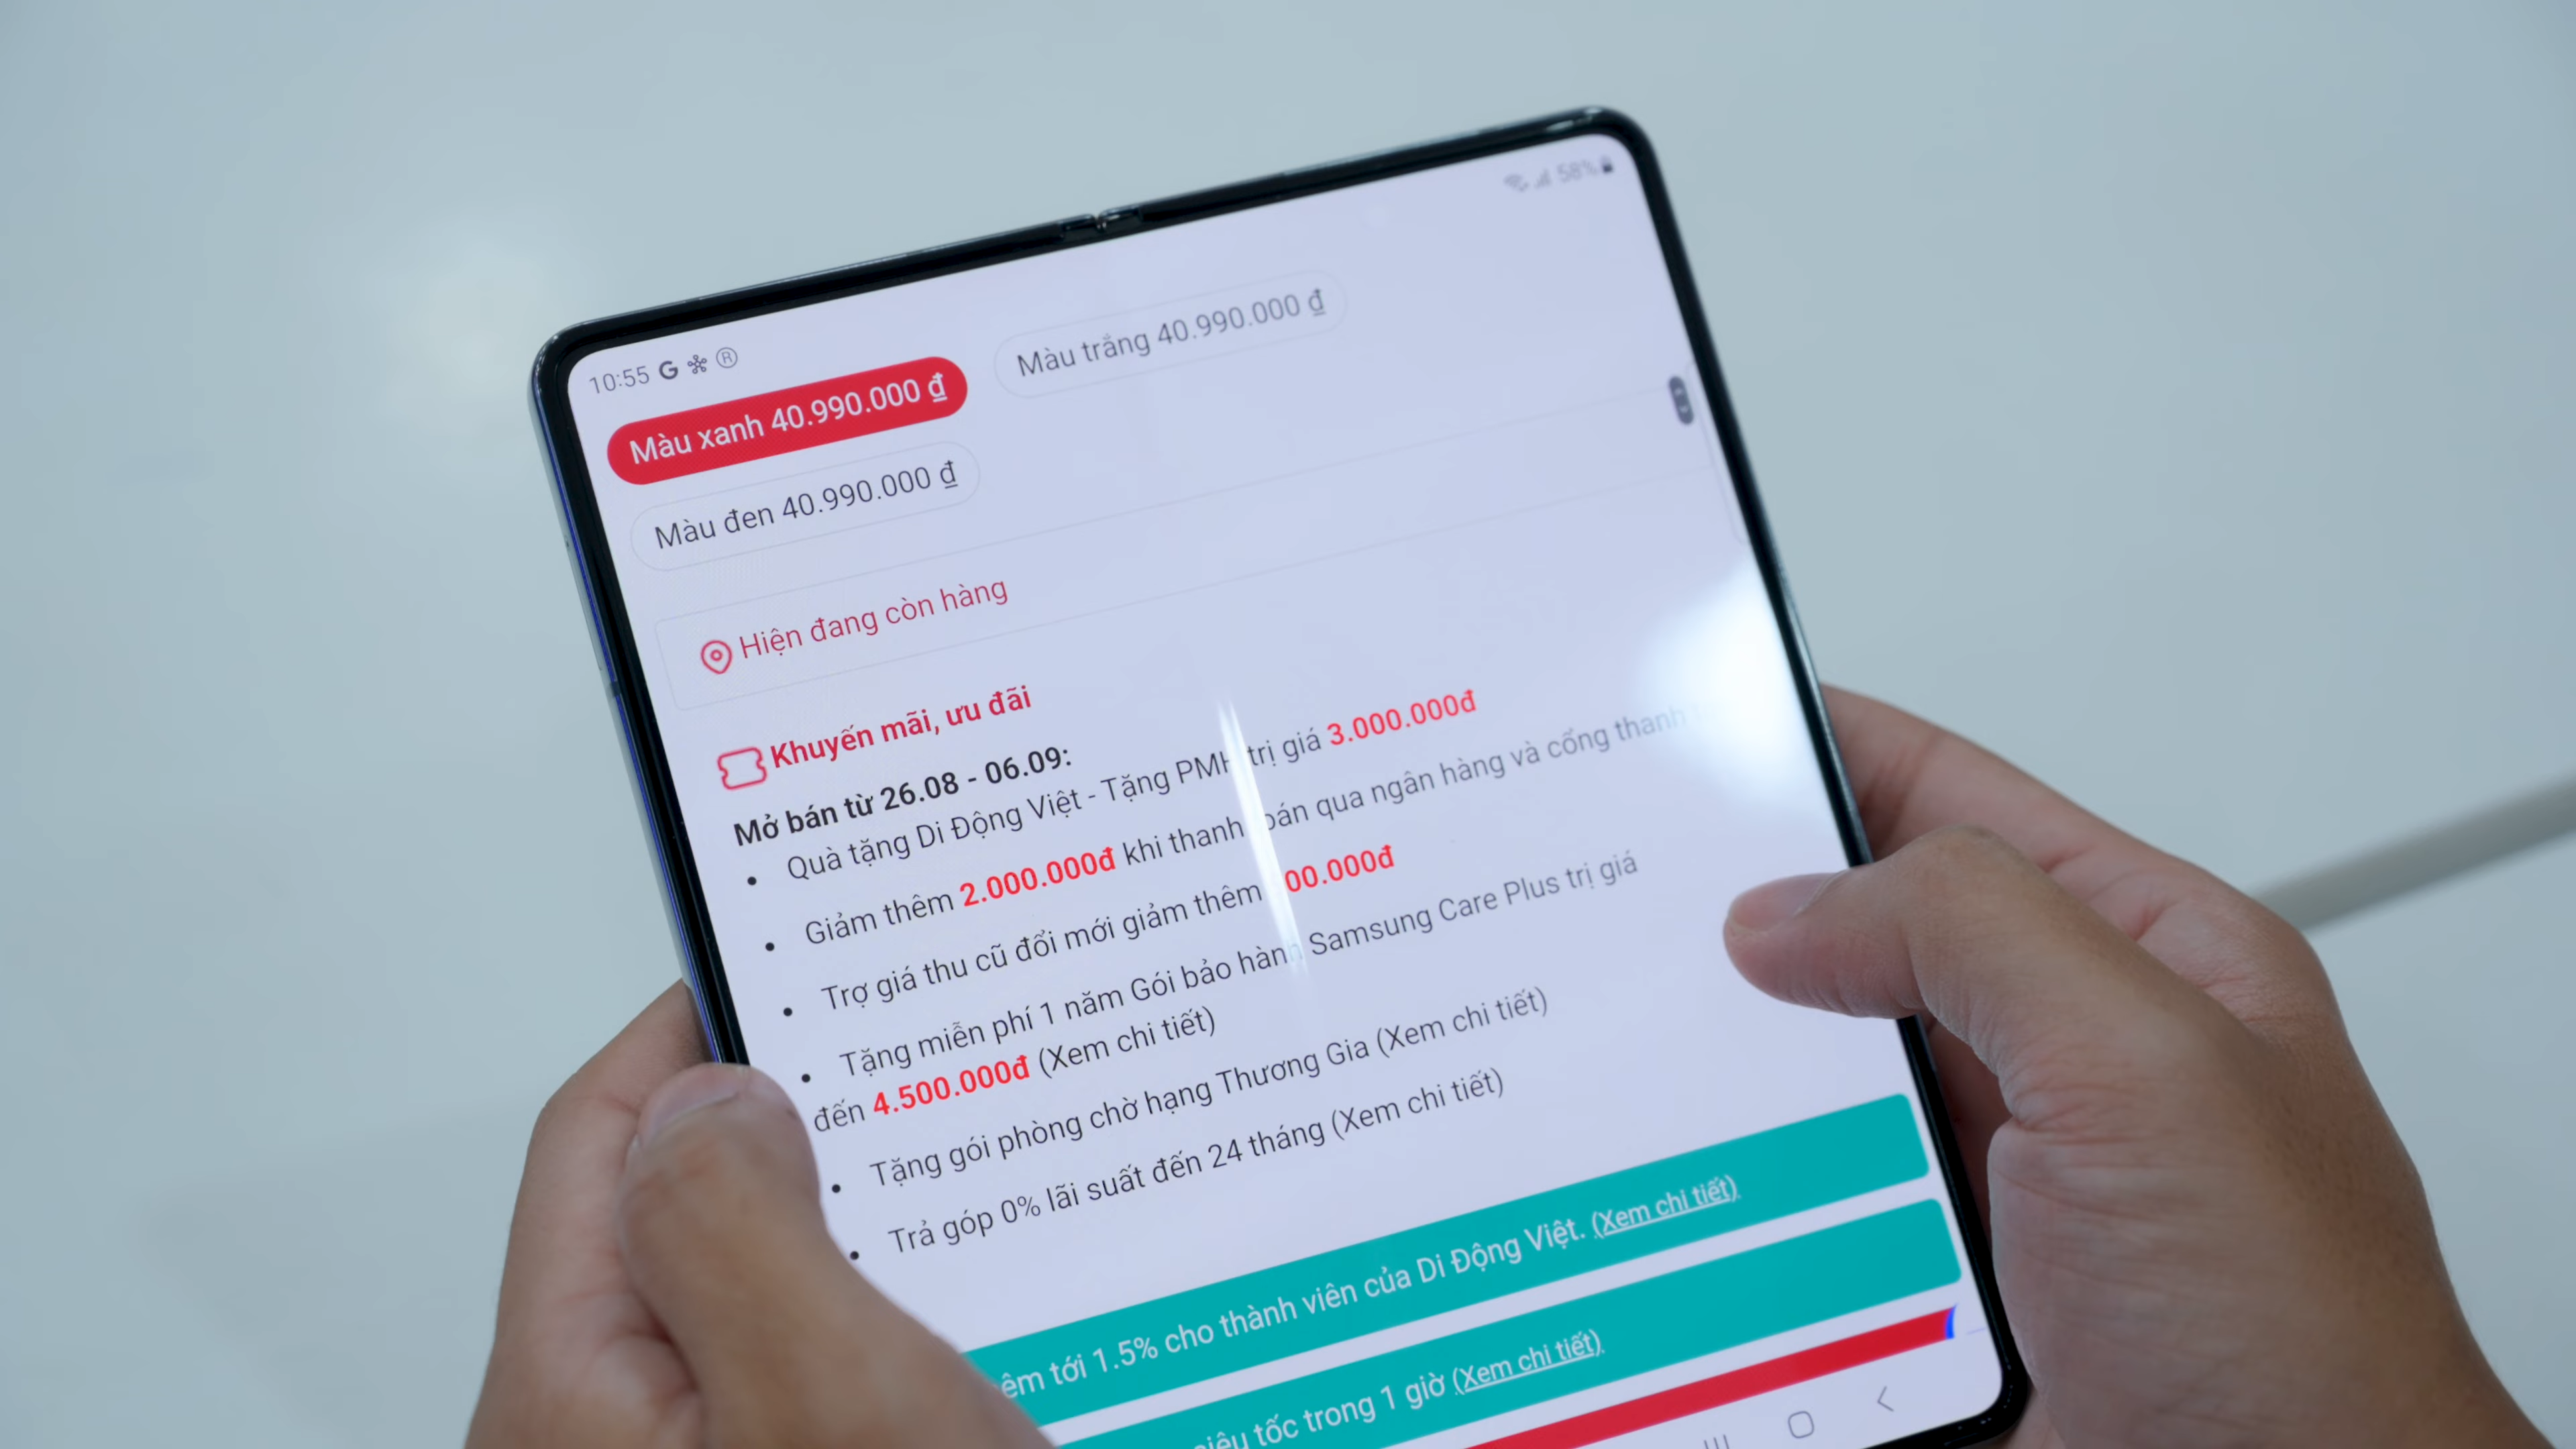 10:55 G Ⓡ 58%
Màu xanh 40.990.000 ₫
Màu trắng 40.990.000 ₫
Màu đen 40.990.000 ₫
Hiện đang còn hàng
Khuyến mãi, ưu đãi
Mở bán từ 26.08 - 06.09:
• Quà tặng Di Động Việt - Tặng trị giá 3.000.000đ
• Giảm thêm 2.000.000đ khi thanh qua ngân hàng và cổng thanh
• Trợ giá thu cũ đổi mới giảm thêm 00.000đ
• Tặng miễn phí 1 năm Gói bảo hành Samsung Care Plus trị giá
đến 4.500.000đ (Xem chi tiết)
• Tặng gói phòng chờ hạng Thương Gia (Xem chi tiết)
• Trả góp 0% lãi suất đến 24 tháng (Xem chi tiết)
tới 1.5% cho thành viên của Di Động Việt. (Xem chi tiết)
tốc trong 1 giờ (Xem chi tiết)